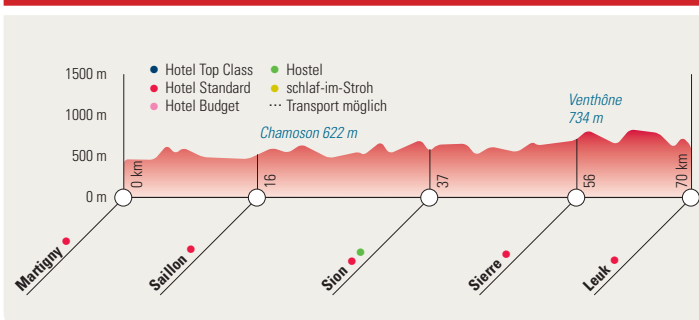 Hotel Top Class
Hotel Standard
Hotel Budget
Hostel
schlaf-im-Stroh
Transport möglich
1500 m
1000 m
500 m
0 m
Chamoson 622 m
Venthône
734 m
0 km
16
37
56
70 km
Martigny
Saillon
Sion
Sierre
Leuk